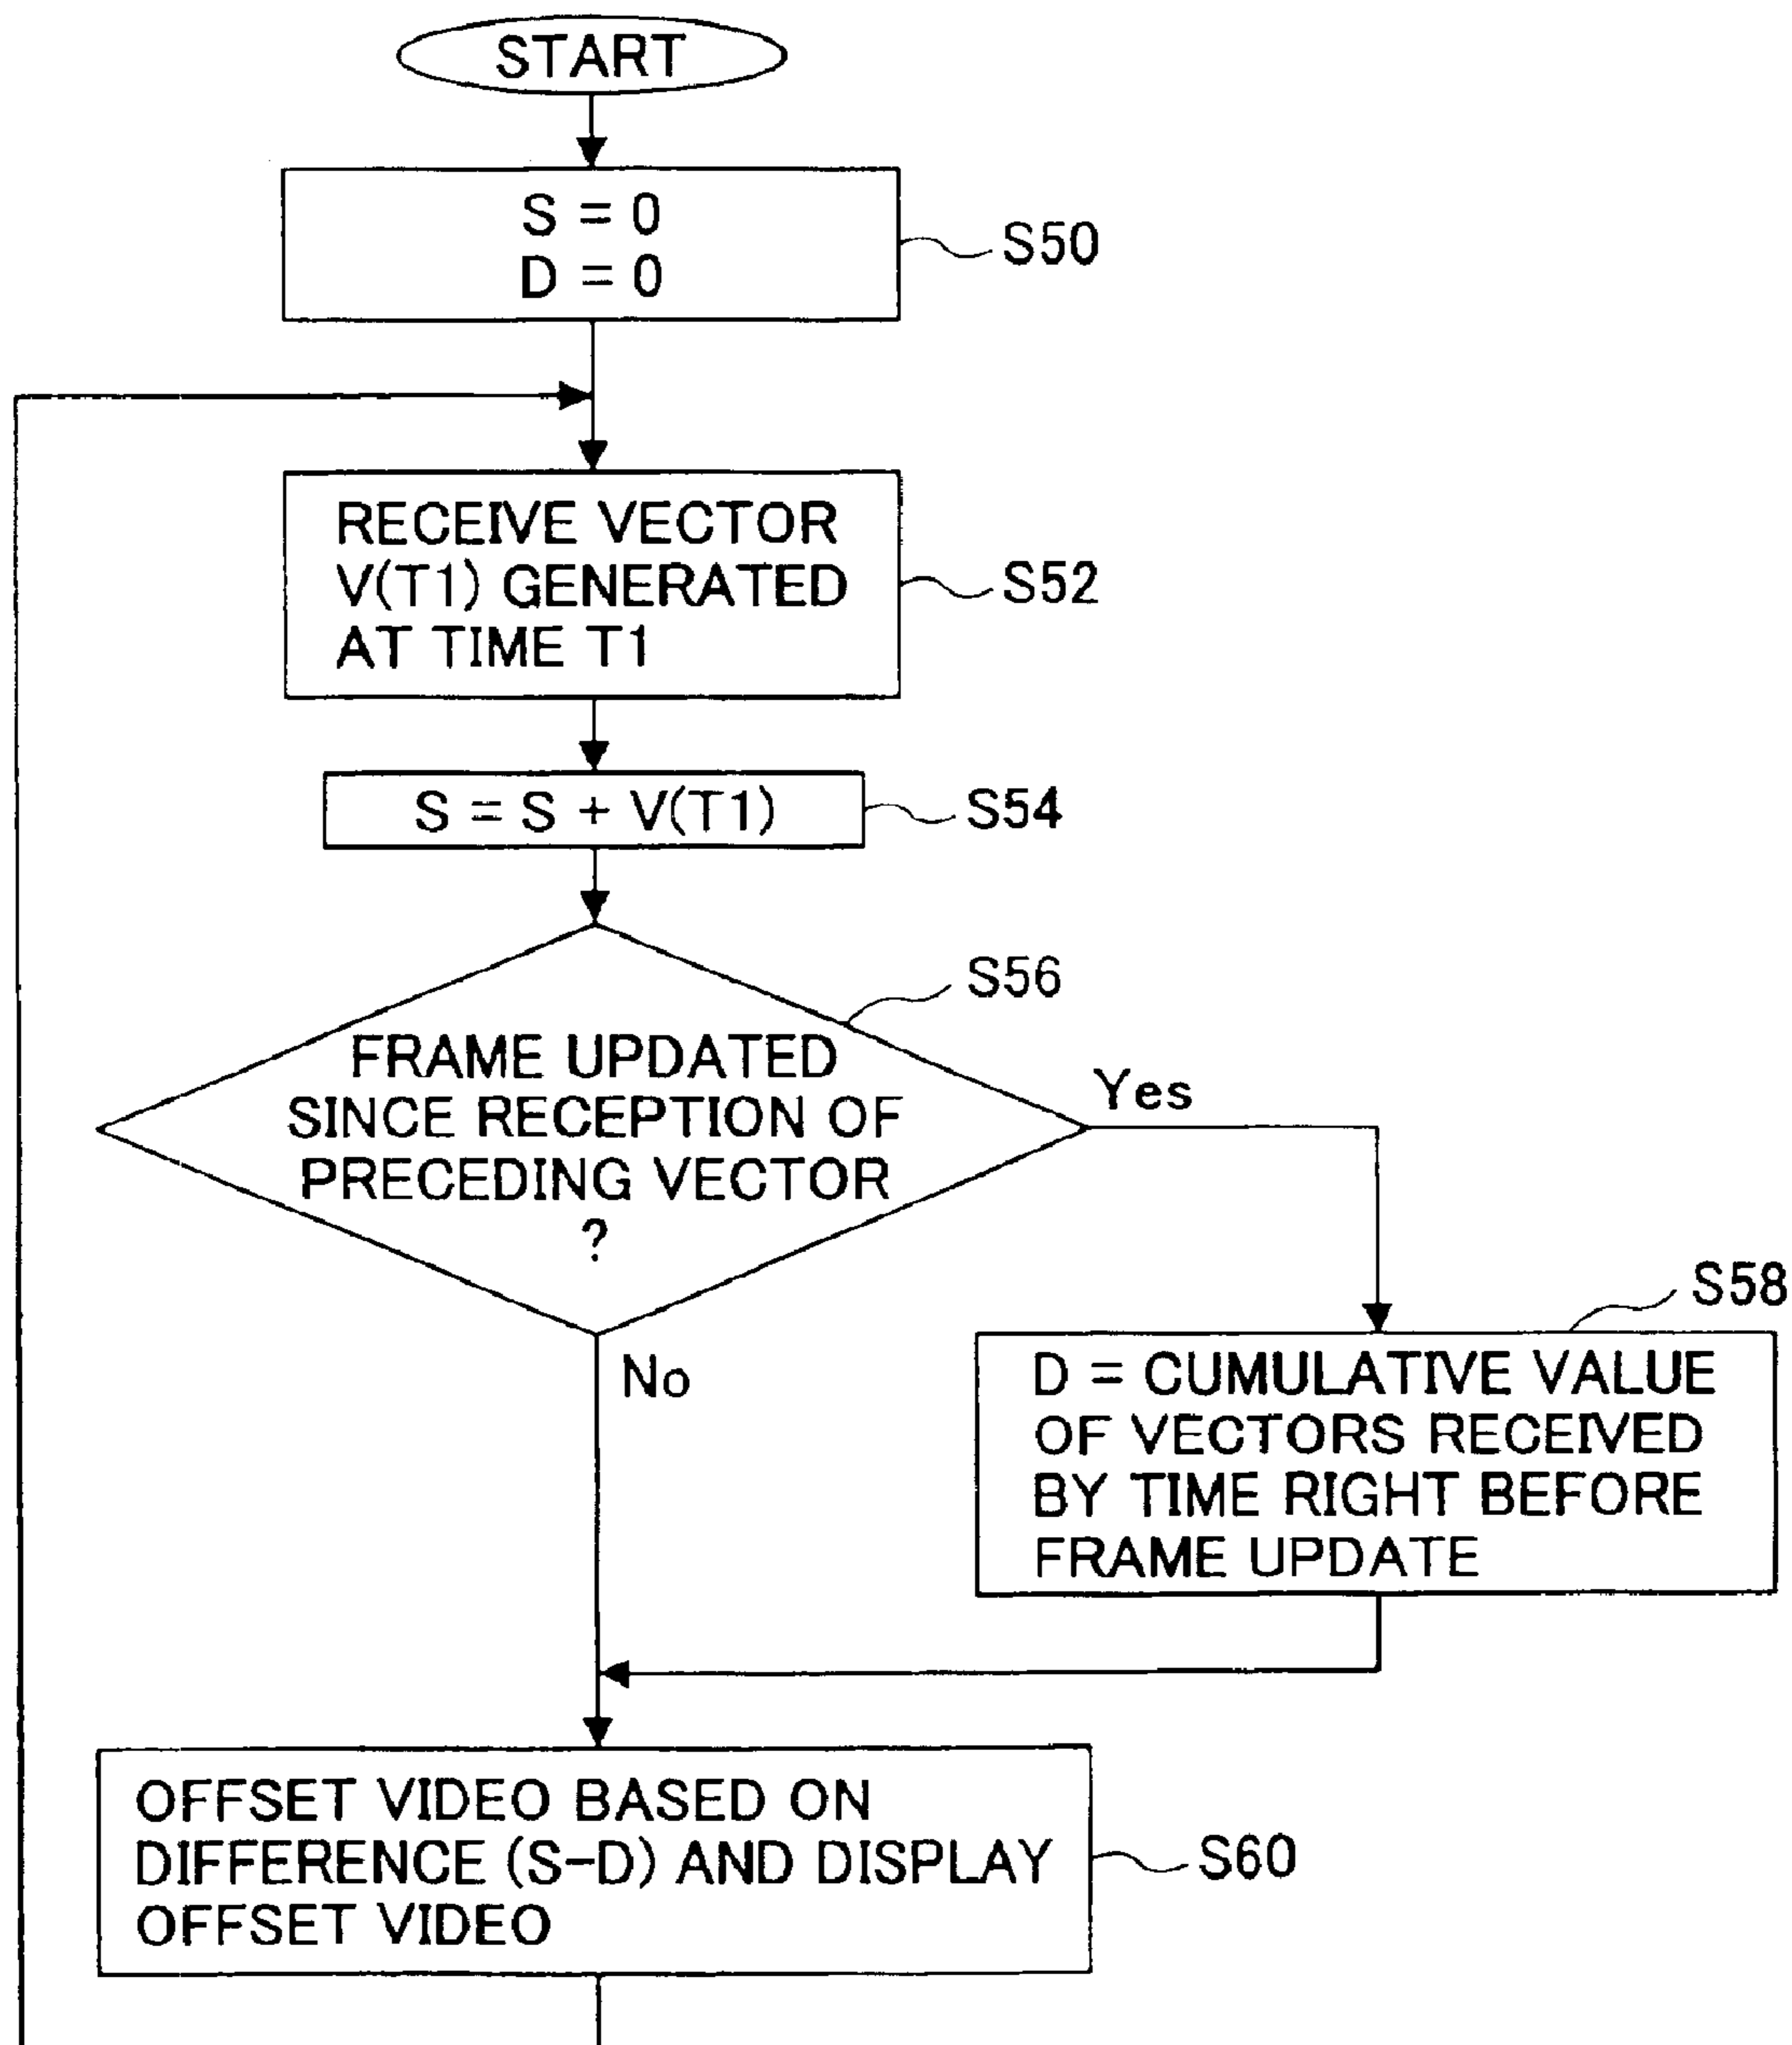 START
S = 0
D = 0
S50
RECEIVE VECTOR
V(T1) GENERATED
AT TIME T1
S52
S = S + V(T1)
S54
S56
FRAME UPDATED
SINCE RECEPTION OF
PRECEDING VECTOR
?
Yes
No
S58
D = CUMULATIVE VALUE
OF VECTORS RECEIVED
BY TIME RIGHT BEFORE
FRAME UPDATE
OFFSET VIDEO BASED ON
DIFFERENCE (S-D) AND DISPLAY
OFFSET VIDEO
S60